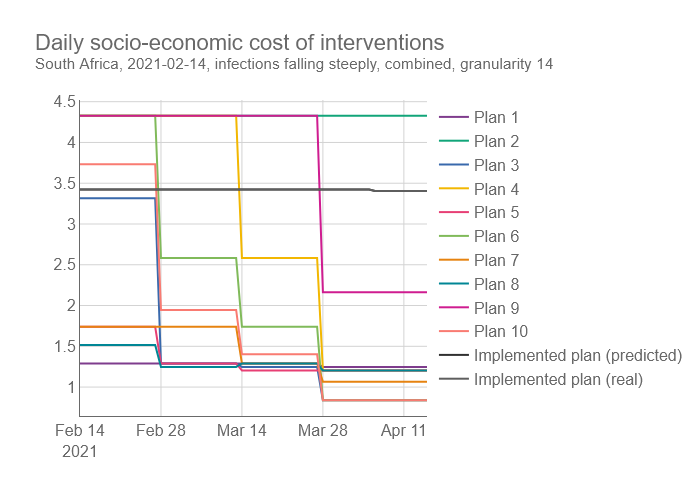 Daily socio-economic cost of interventions
South Africa, 2021-02-14, infections falling steeply, combined, granularity 14
4.5
4
3.5
3
2.5
2
1.5
1
Feb 14
2021
Feb 28
Mar 14
Mar 28
Apr 11
Plan 1
Plan 2
Plan 3
Plan 4
Plan 5
Plan 6
Plan 7
Plan 8
Plan 9
Plan 10
Implemented plan (predicted)
Implemented plan (real)